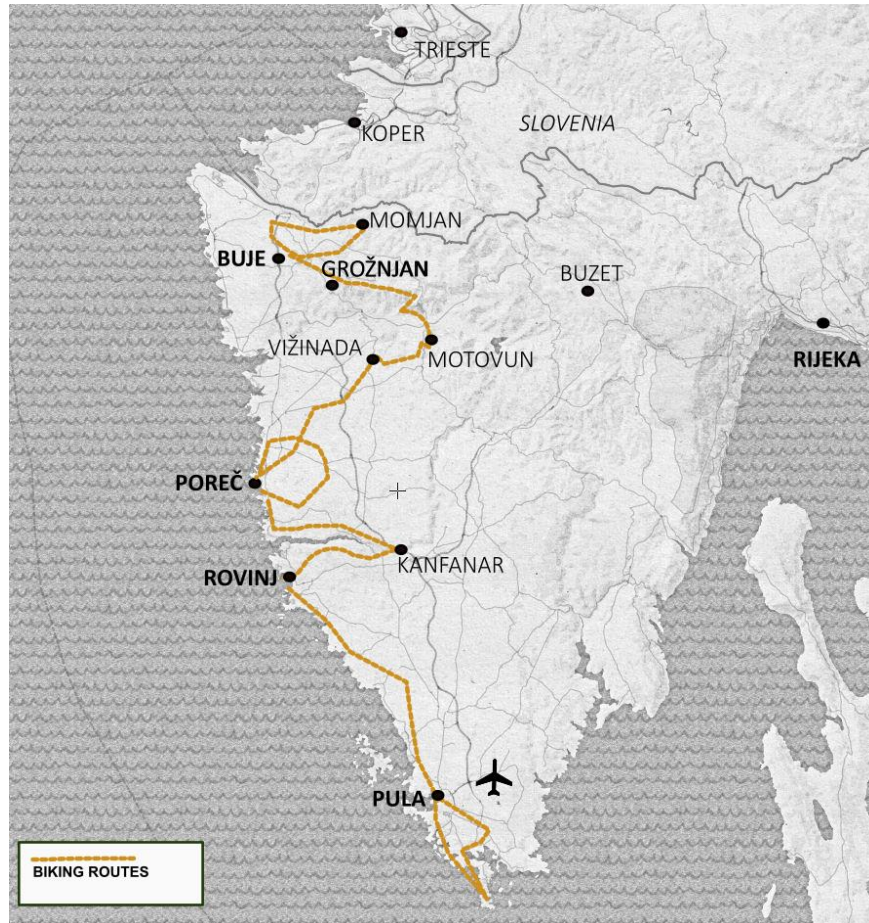 TRIESTE
KOPER
SLOVENIA
MOMJAN
BUJE
GROŽNJAN
BUZET
VIŽINADA
MOTOVUN
RIJEKA
POREČ
KANFANAR
ROVINJ
PULA
BIKING ROUTES